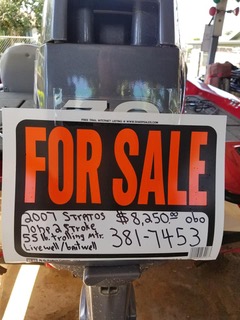 70
FOR SALE
2007 Stratos
70 hp 2 Stroke
55 lb. trolling mtr.
Livewell/baitwell
$8,250.00 obo
381-7453